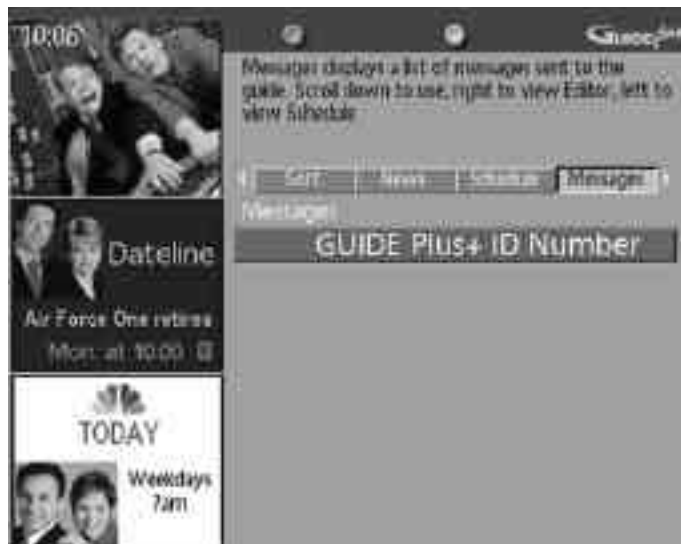 10:06
Messages displays a list of messages sent to the
guide. Scroll down to use, right to view Editor, left to
view Schedule
News Schedule Messages
Messages
GUIDE Plus+ ID Number
Dateline
Air Force One retires
Mon. at 10:00
TODAY
Weekdays
7am